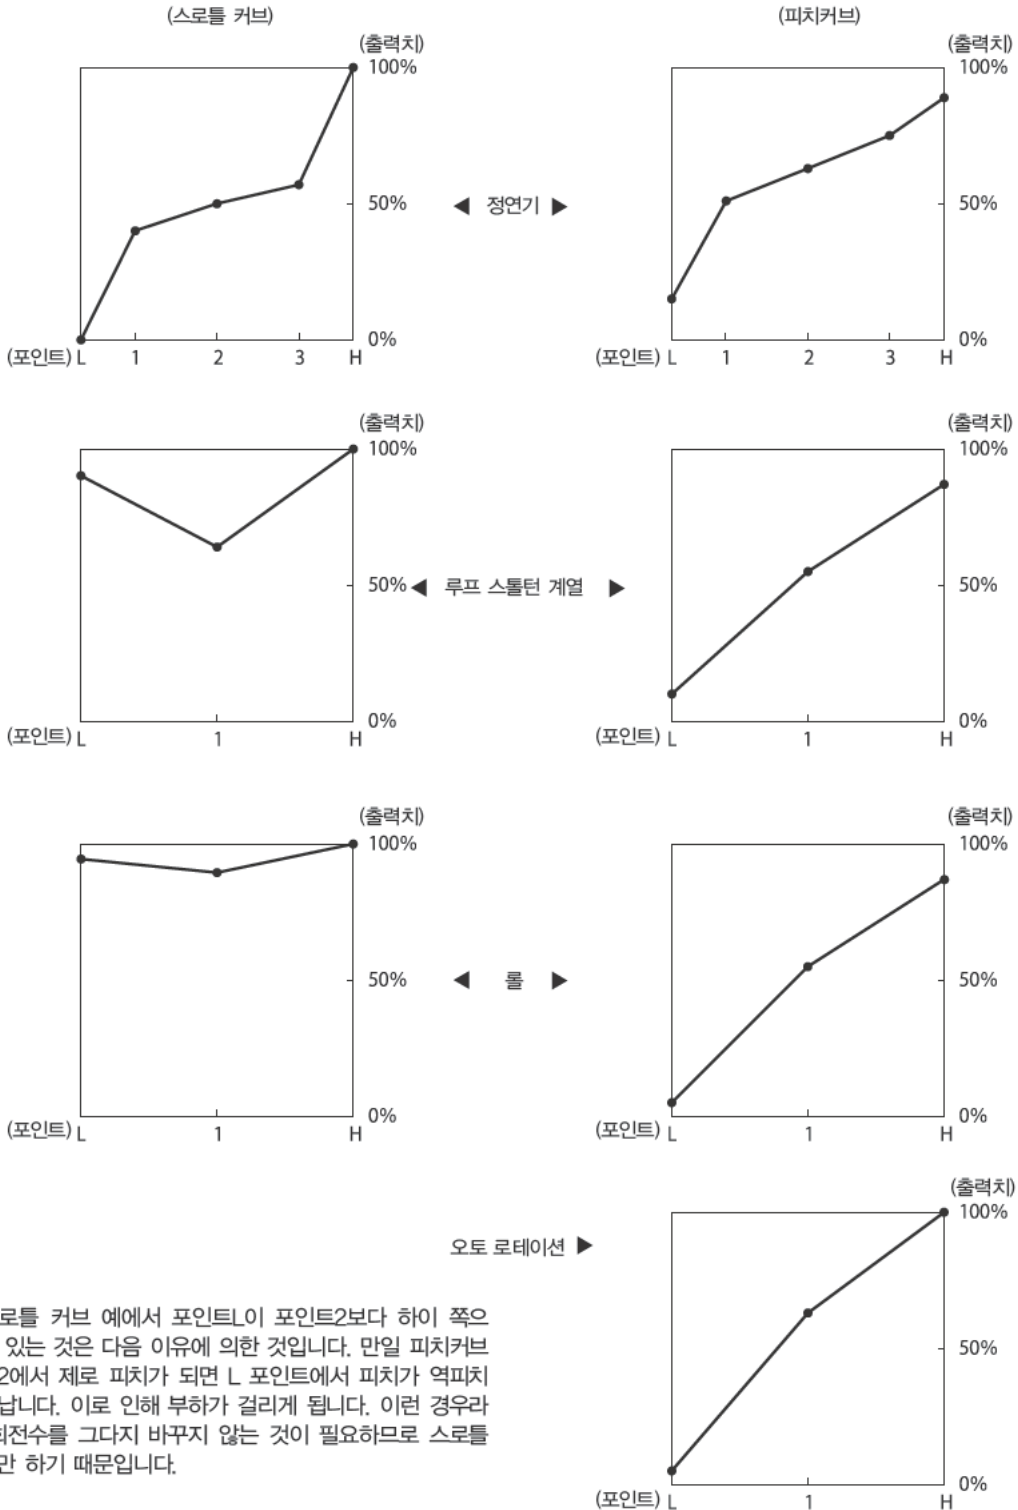 (스로틀 커브)
(피치커브)
(출력치)
100%
50%
0%
(포인트) L 1 2 3 H
◀ 정연기 ▶
(출력치)
100%
50%
0%
(포인트) L 1 2 3 H
(출력치)
100%
50%
0%
(포인트) L 1 H
◀ 루프 스톨턴 계열 ▶
(출력치)
100%
50%
0%
(포인트) L 1 H
(출력치)
100%
50%
0%
(포인트) L 1 H
◀ 롤 ▶
(출력치)
100%
50%
0%
(포인트) L 1 H
오토 로테이션 ▶
(출력치)
100%
50%
0%
(포인트) L 1 H
로틀 커브 예에서 포인트L이 포인트2보다 하이 쪽으
있는 것은 다음 이유에 의한 것입니다. 만일 피치커브
2에서 제로 피치가 되면 L 포인트에서 피치가 역피치
납니다. 이로 인해 부하가 걸리게 됩니다. 이런 경우라
회전수를 그다지 바꾸지 않는 것이 필요하므로 스로틀
만 하기 때문입니다.